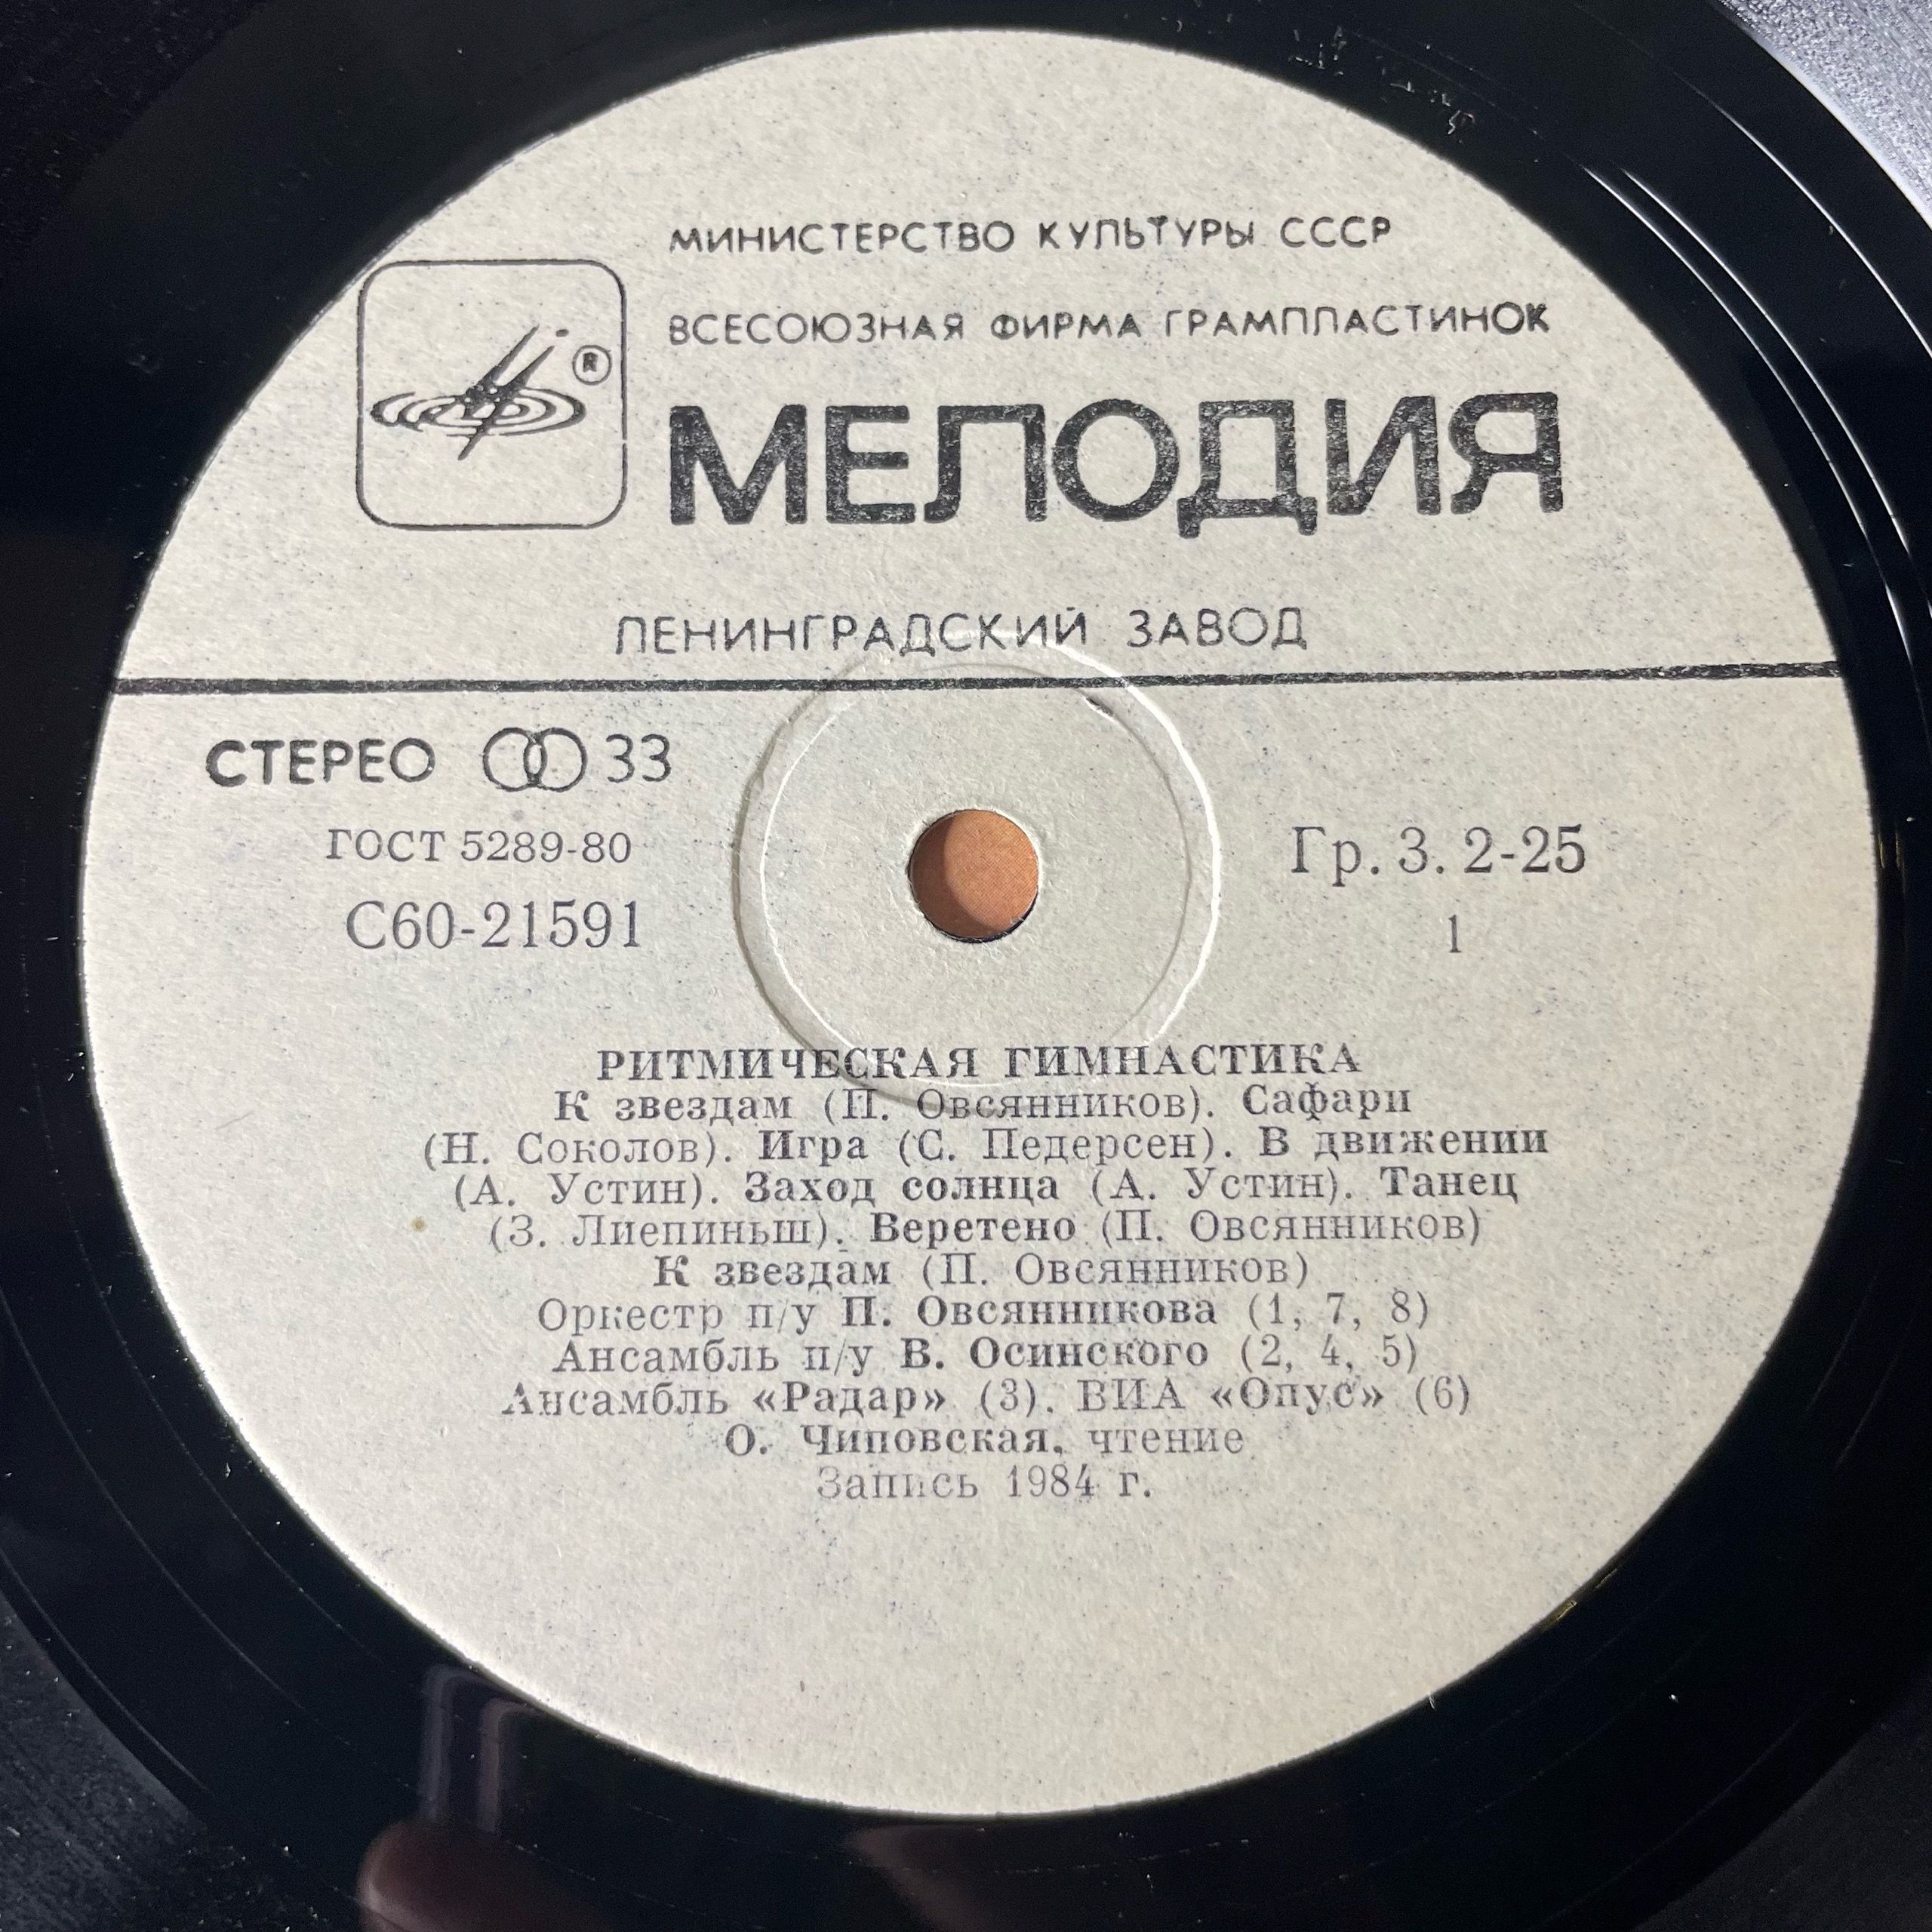 МИНИСТЕРСТВО КУЛЬТУРЫ СССР
ВСЕСОЮЗНАЯ ФИРМА ГРАМПЛАСТИНОК
®
МЕЛОДИЯ
ЛЕНИНГРАДСКИЙ ЗАВОД
СТЕРЕО 33
ГОСТ 5289-80
С60-21591
Гр. 3. 2-25
1
РИТМИЧЕСКАЯ ГИМНАСТИКА
К звездам (П. Овсянников). Сафари
(Н. Соколов). Игра (С. Педерсен). В движении
(А. Устин). Заход солнца (А. Устин). Танец
(З. Лиепиньш). Веретено (П. Овсянников)
К звездам (П. Овсянников)
Оркестр п/у П. Овсянникова (1, 7, 8)
Ансамбль п/у В. Осинского (2, 4, 5)
Ансамбль «Радар» (3). ВИА «Опус» (6)
О. Чиповская, чтение
Запись 1984 г.